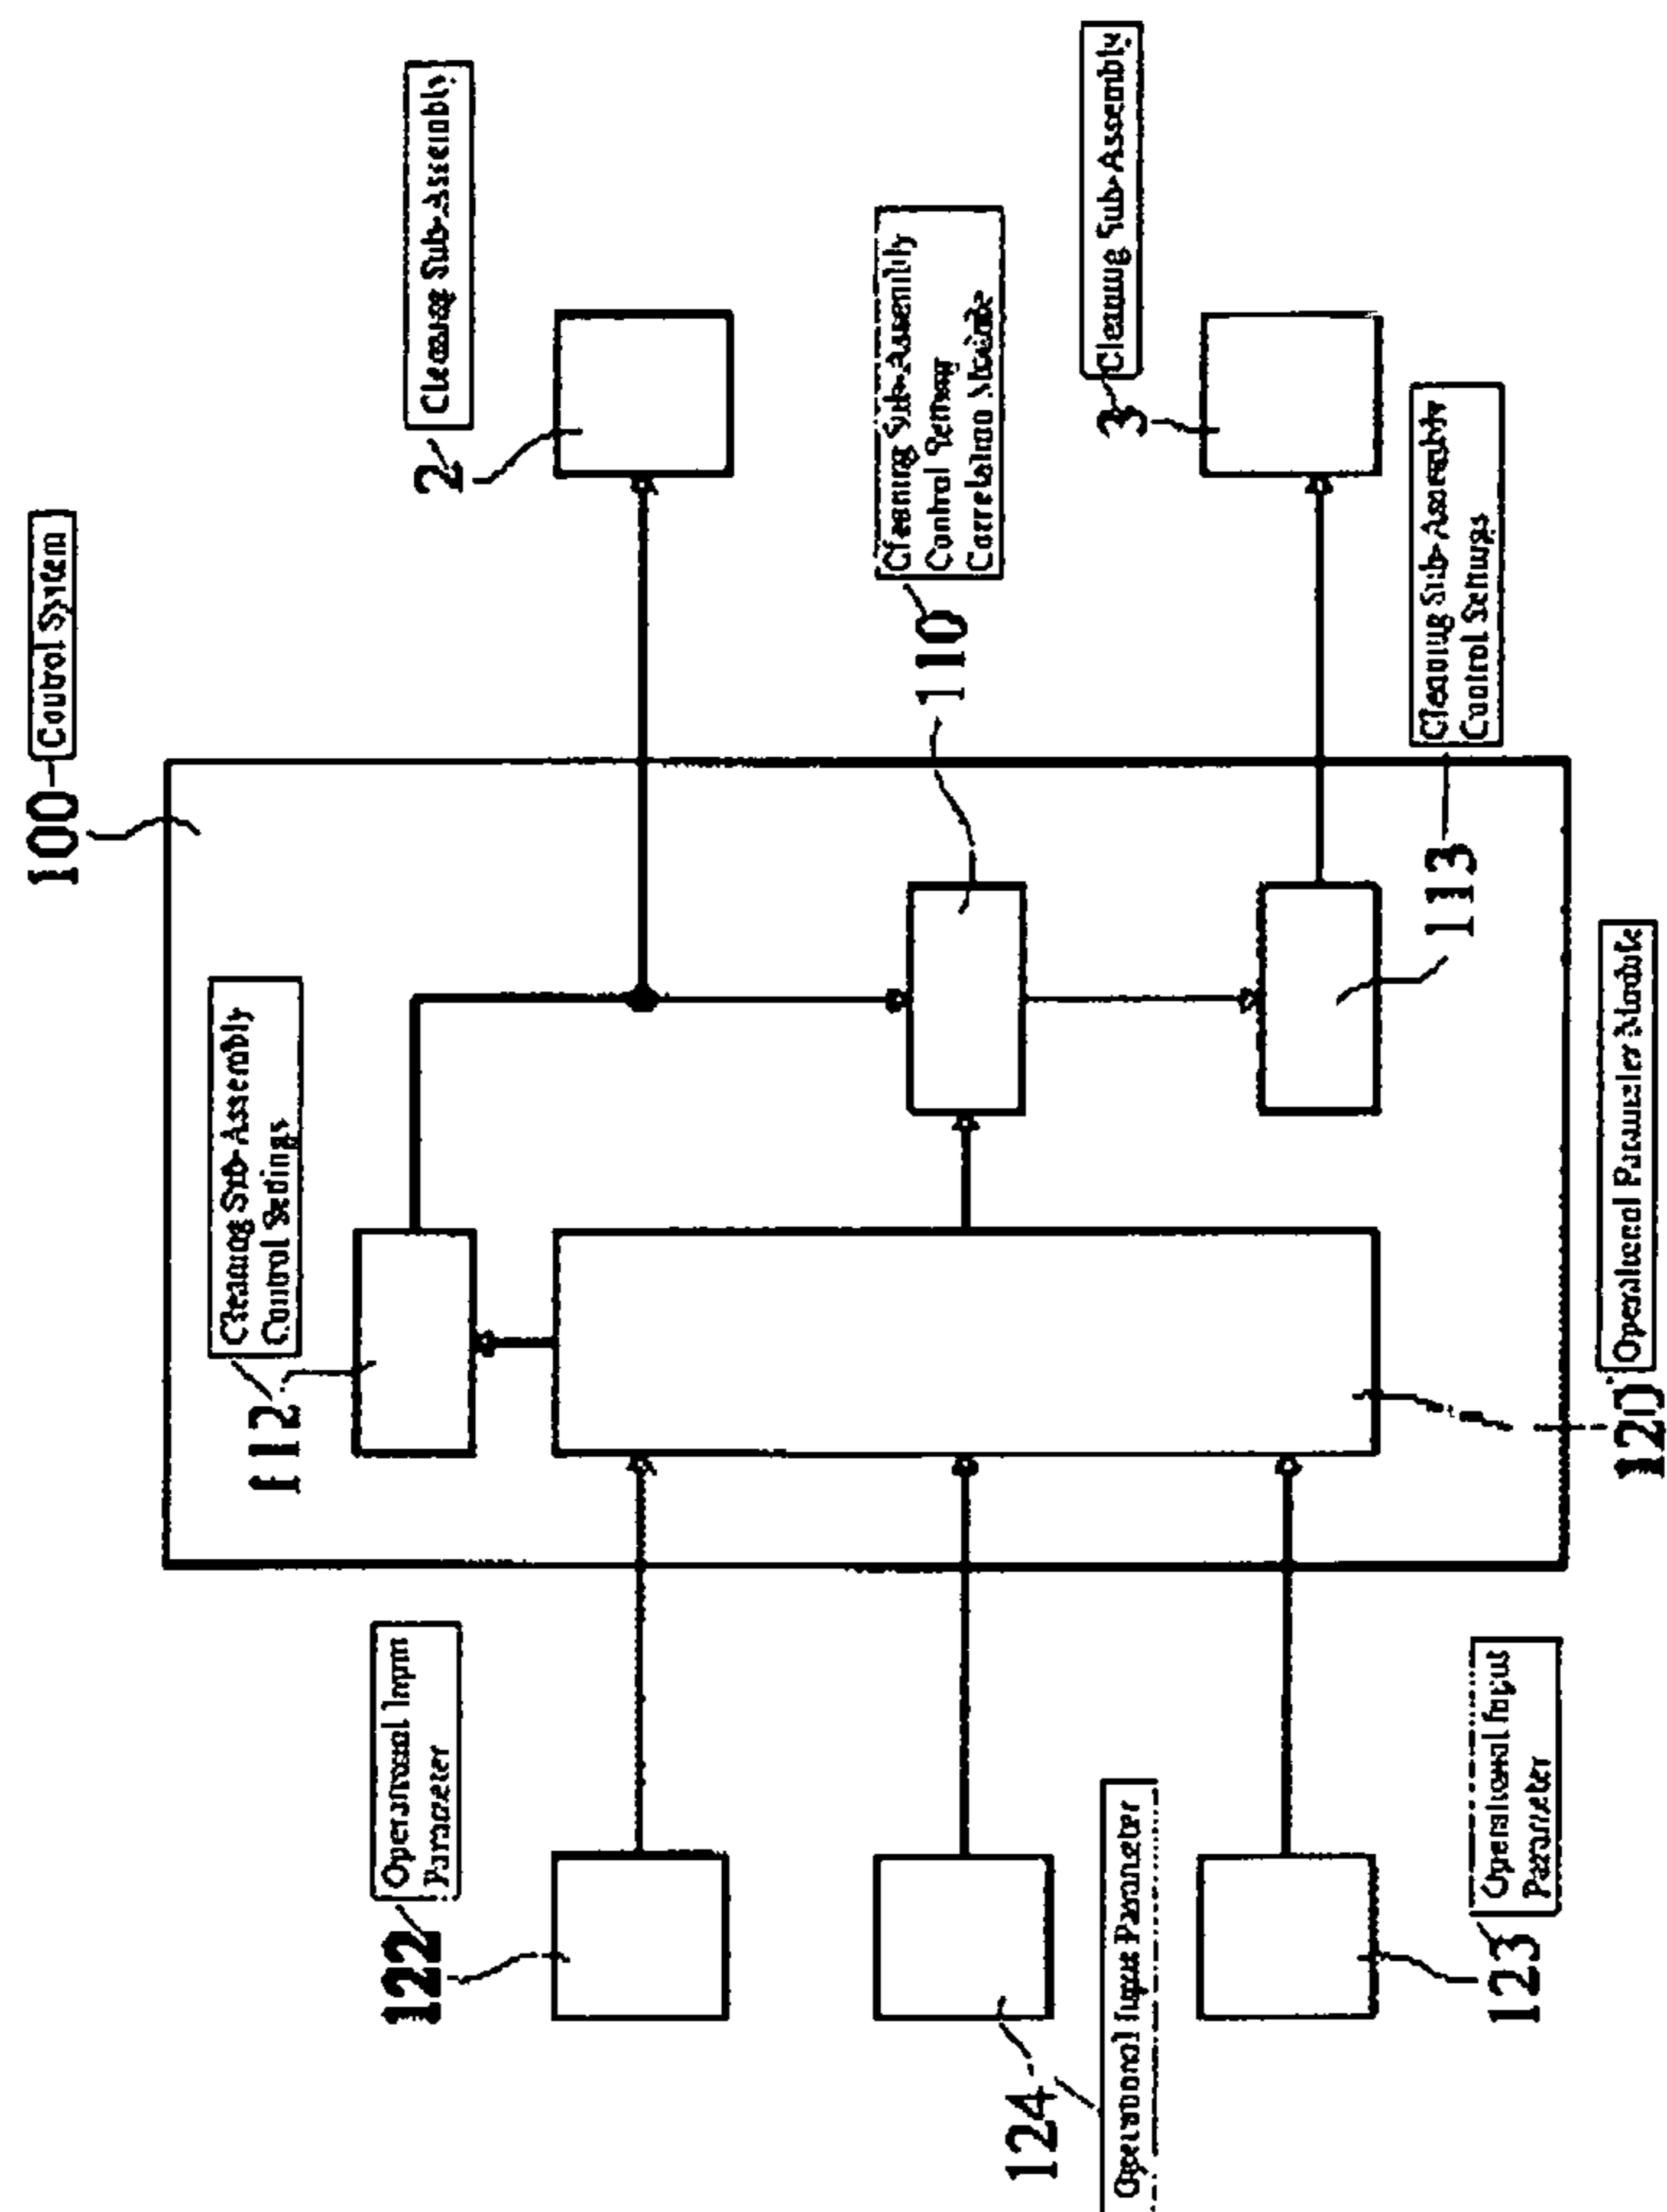 100
Control System
2
Cleaning Sub-Assembly
3
Cleaning Sub-Assembly
112
Cleaning Sub-Assembly
Control Settings
110
Cleaning Sub-Assembly
Control Setting
Correlation Module
113
Cleaning Sub-Assembly
Control Settings
122
Operational Input
Parameter
124
Operational Input Parameter
123
Operational Input
Parameter
120
Operational Parameter Module